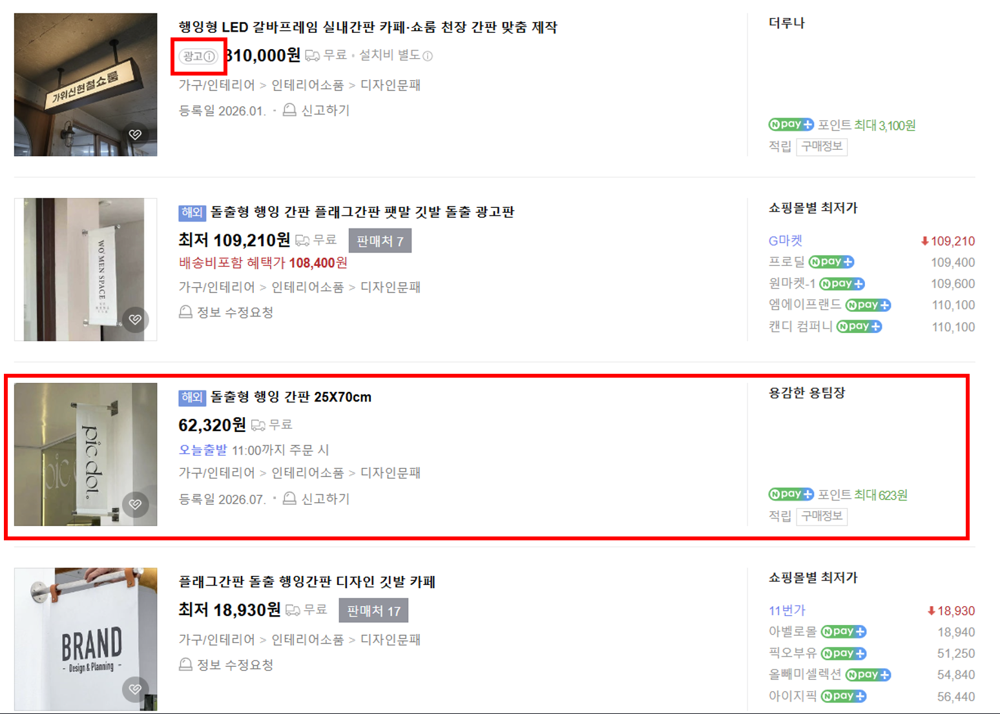 행잉형 LED 갈바프레임 실내간판 카페·쇼룸 천장 간판 맞춤 제작
광고 310,000원 무료 · 설치비 별도
가구/인테리어 > 인테리어소품 > 디자인문패
등록일 2026.01. · 신고하기
가위신현철쇼룸
더루나
N pay+ 포인트 최대 3,100원
적립 구매정보
해외 돌출형 행잉 간판 플래그간판 팻말 깃발 돌출 광고판
최저 109,210원 무료 판매처 7
배송비포함 혜택가 108,400원
가구/인테리어 > 인테리어소품 > 디자인문패
정보 수정요청
WO'MEN SPACE
쇼핑몰별 최저가
G마켓 109,210
프로딜 N pay+ 109,400
원마켓-1 N pay+ 109,600
엠에이프랜드 N pay+ 110,100
캔디 컴퍼니 N pay+ 110,100
해외 돌출형 행잉 간판 25X70cm
62,320원 무료
오늘출발 11:00까지 주문 시
가구/인테리어 > 인테리어소품 > 디자인문패
등록일 2026.07. · 신고하기
pic dot.
pic
용감한 용팀장
N pay+ 포인트 최대 623원
적립 구매정보
플래그간판 돌출 행잉간판 디자인 깃발 카페
최저 18,930원 무료 판매처 17
가구/인테리어 > 인테리어소품 > 디자인문패
정보 수정요청
BRAND
- Design & Planning -
쇼핑몰별 최저가
11번가 18,930
아벨로몰 N pay+ 18,940
픽오부유 N pay+ 51,250
올빼미셀렉션 N pay+ 54,840
아이지픽 N pay+ 56,440